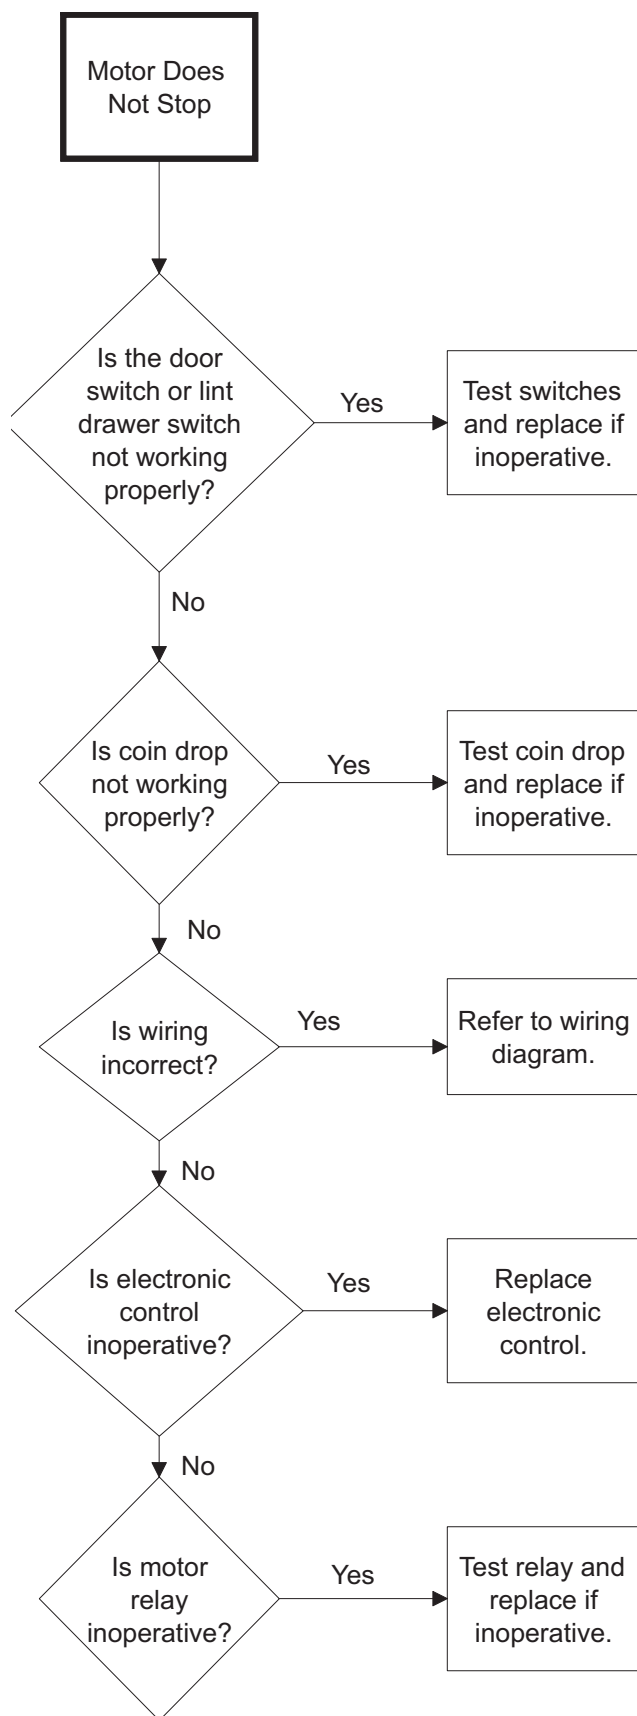 Motor Does
Not Stop
Is the door
switch or lint
drawer switch
not working
properly?
Yes
Test switches
and replace if
inoperative.
No
Is coin drop
not working
properly?
Yes
Test coin drop
and replace if
inoperative.
No
Is wiring
incorrect?
Yes
Refer to wiring
diagram.
No
Is electronic
control
inoperative?
Yes
Replace
electronic
control.
No
Is motor
relay
inoperative?
Yes
Test relay and
replace if
inoperative.